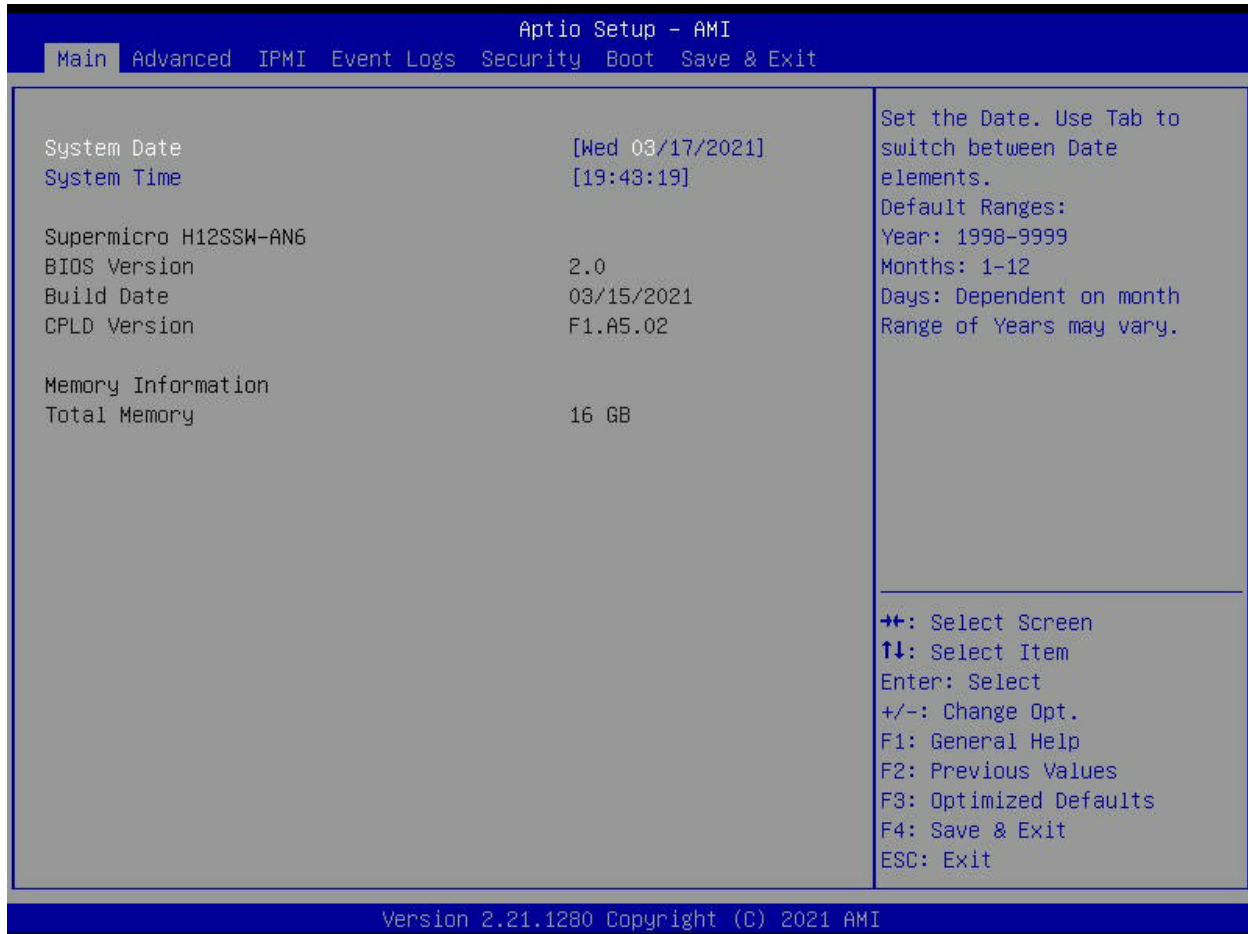 Aptio Setup – AMI
Main Advanced IPMI Event Logs Security Boot Save & Exit
System Date [Wed 03/17/2021]
System Time [19:43:19]
Supermicro H12SSW-AN6
BIOS Version 2.0
Build Date 03/15/2021
CPLD Version F1.A5.02
Memory Information
Total Memory 16 GB
Set the Date. Use Tab to
switch between Date
elements.
Default Ranges:
Year: 1998-9999
Months: 1-12
Days: Dependent on month
Range of Years may vary.
→←: Select Screen
↑↓: Select Item
Enter: Select
+/-: Change Opt.
F1: General Help
F2: Previous Values
F3: Optimized Defaults
F4: Save & Exit
ESC: Exit
Version 2.21.1280 Copyright (C) 2021 AMI